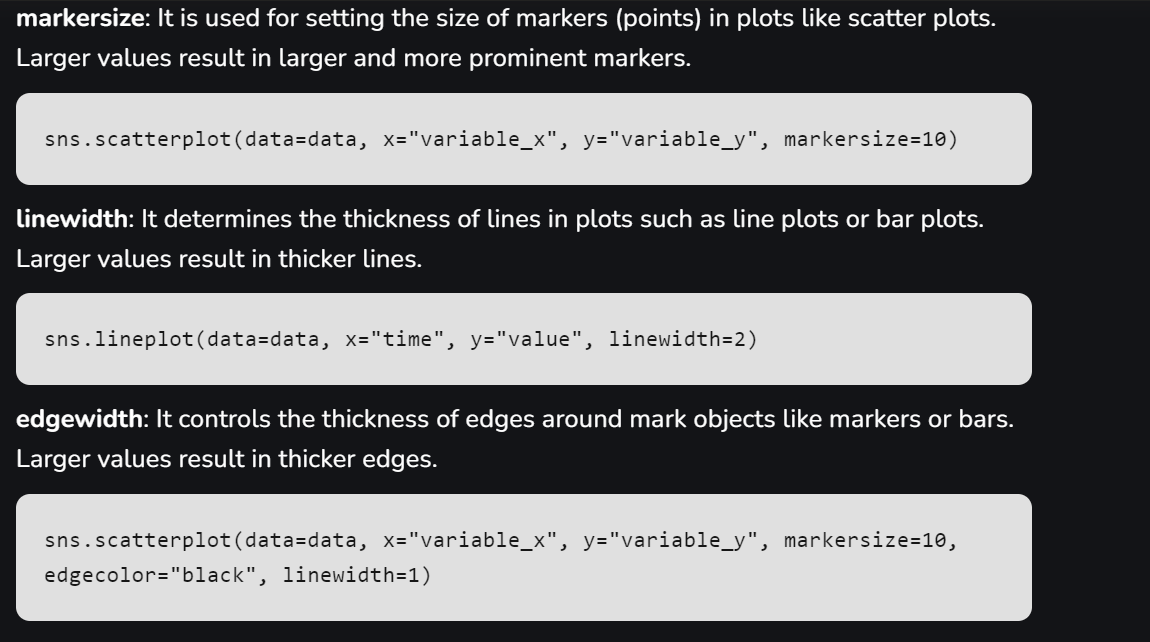 markersize: It is used for setting the size of markers (points) in plots like scatter plots.
Larger values result in larger and more prominent markers.
sns.scatterplot(data=data, x="variable_x", y="variable_y", markersize=10)
linewidth: It determines the thickness of lines in plots such as line plots or bar plots.
Larger values result in thicker lines.
sns.lineplot(data=data, x="time", y="value", linewidth=2)
edgewidth: It controls the thickness of edges around mark objects like markers or bars.
Larger values result in thicker edges.
sns.scatterplot(data=data, x="variable_x", y="variable_y", markersize=10,
edgecolor="black", linewidth=1)